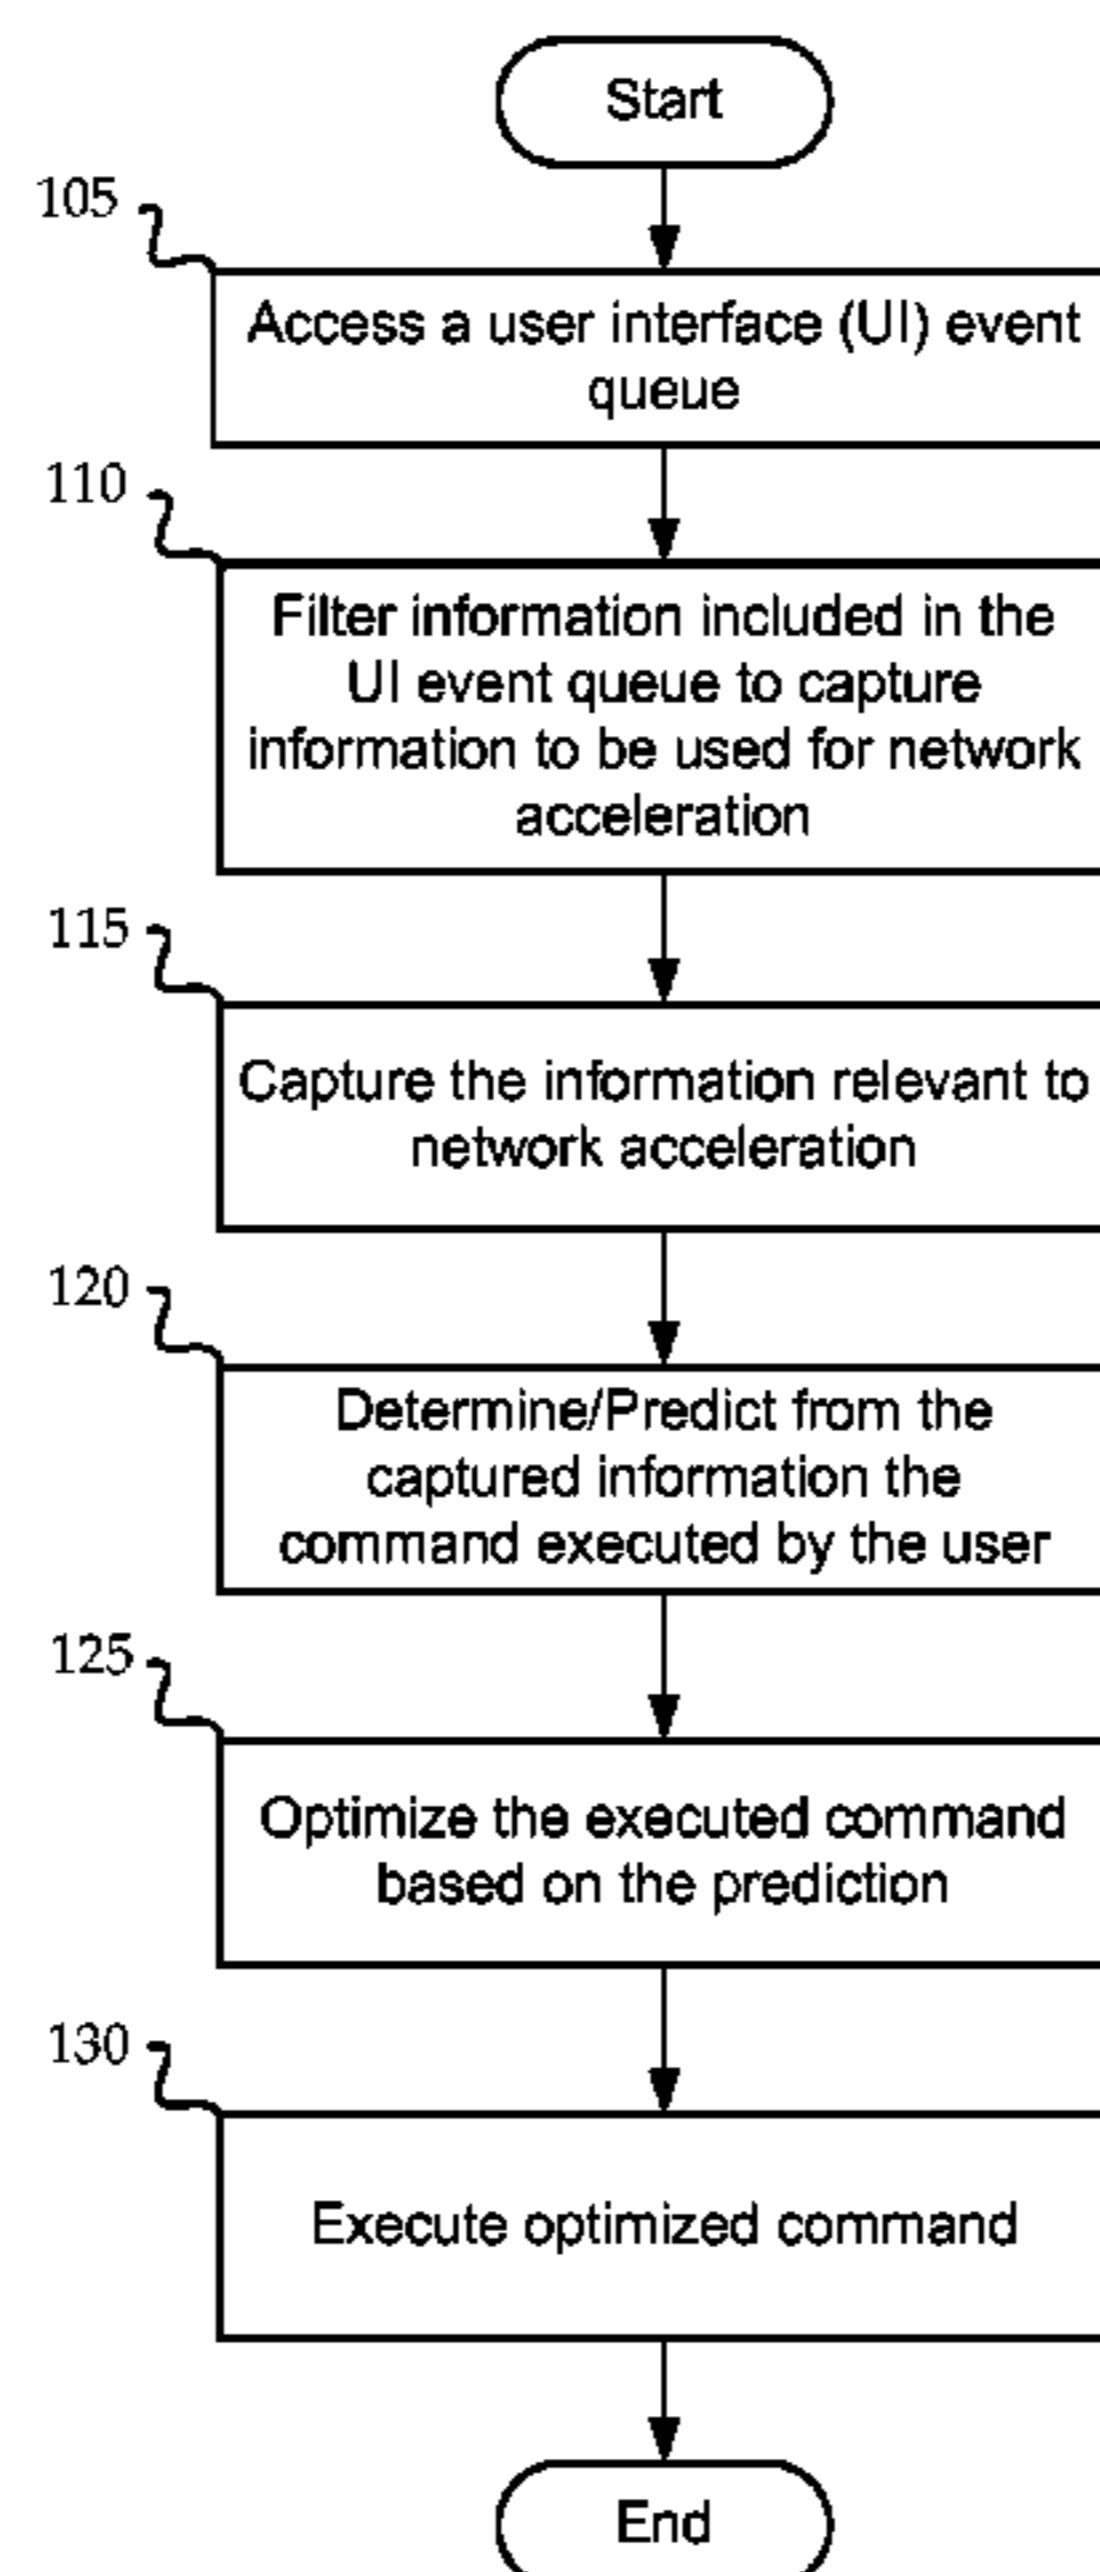 Start
105
Access a user interface (UI) event
queue
110
Filter information included in the
UI event queue to capture
information to be used for network
acceleration
115
Capture the information relevant to
network acceleration
120
Determine/Predict from the
captured information the
command executed by the user
125
Optimize the executed command
based on the prediction
130
Execute optimized command
End